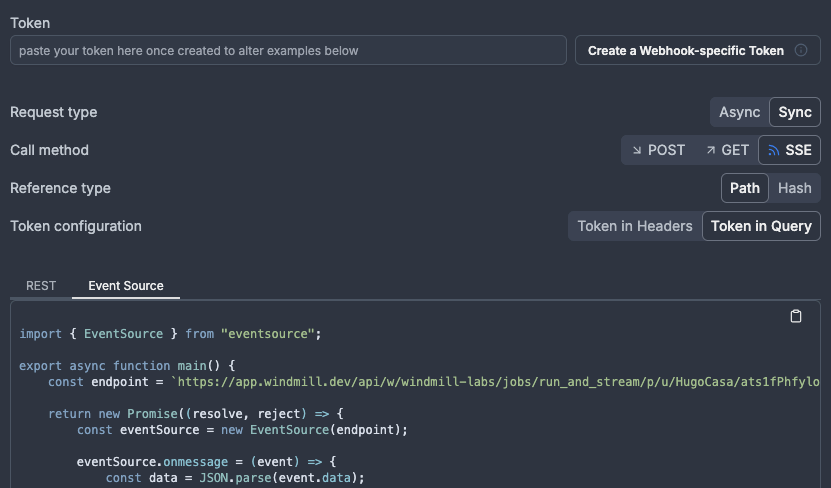 Token
paste your token here once created to alter examples below
Create a Webhook-specific Token
Request type
Async Sync
Call method
POST GET SSE
Reference type
Path Hash
Token configuration
Token in Headers Token in Query
REST Event Source
import { EventSource } from "eventsource";
export async function main() {
const endpoint = `https://app.windmill.dev/api/w/windmill-labs/jobs/run_and_stream/p/u/HugoCasa/ats1fPhfylo
return new Promise((resolve, reject) => {
const eventSource = new EventSource(endpoint);
eventSource.onmessage = (event) => {
const data = JSON.parse(event.data);